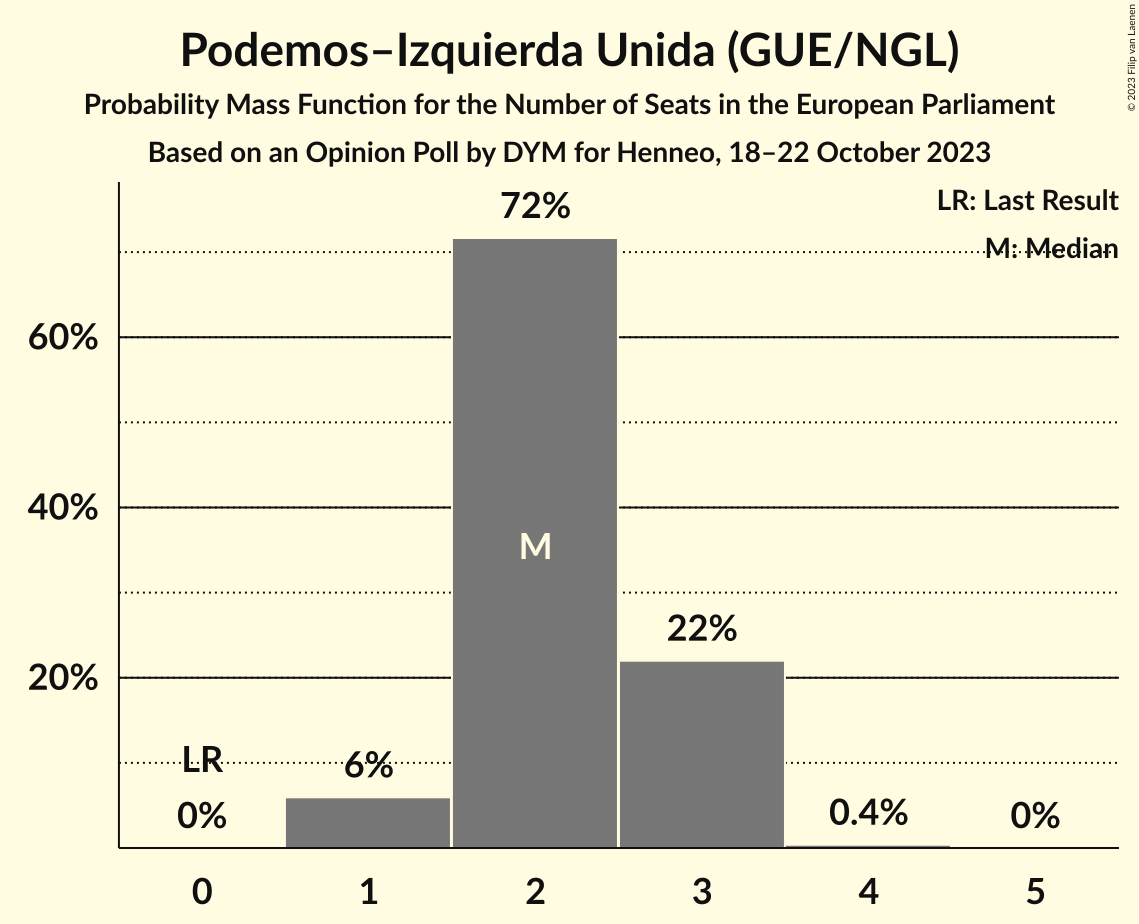 Podemos–Izquierda Unida (GUE/NGL)
Probability Mass Function for the Number of Seats in the European Parliament
Based on an Opinion Poll by DYM for Henneo, 18–22 October 2023
© 2023 Filip van Laenen
LR: Last Result
M: Median
72%
60%
40%
M
22%
20%
LR
6%
0%
0.4%
0%
0
1
2
3
4
5